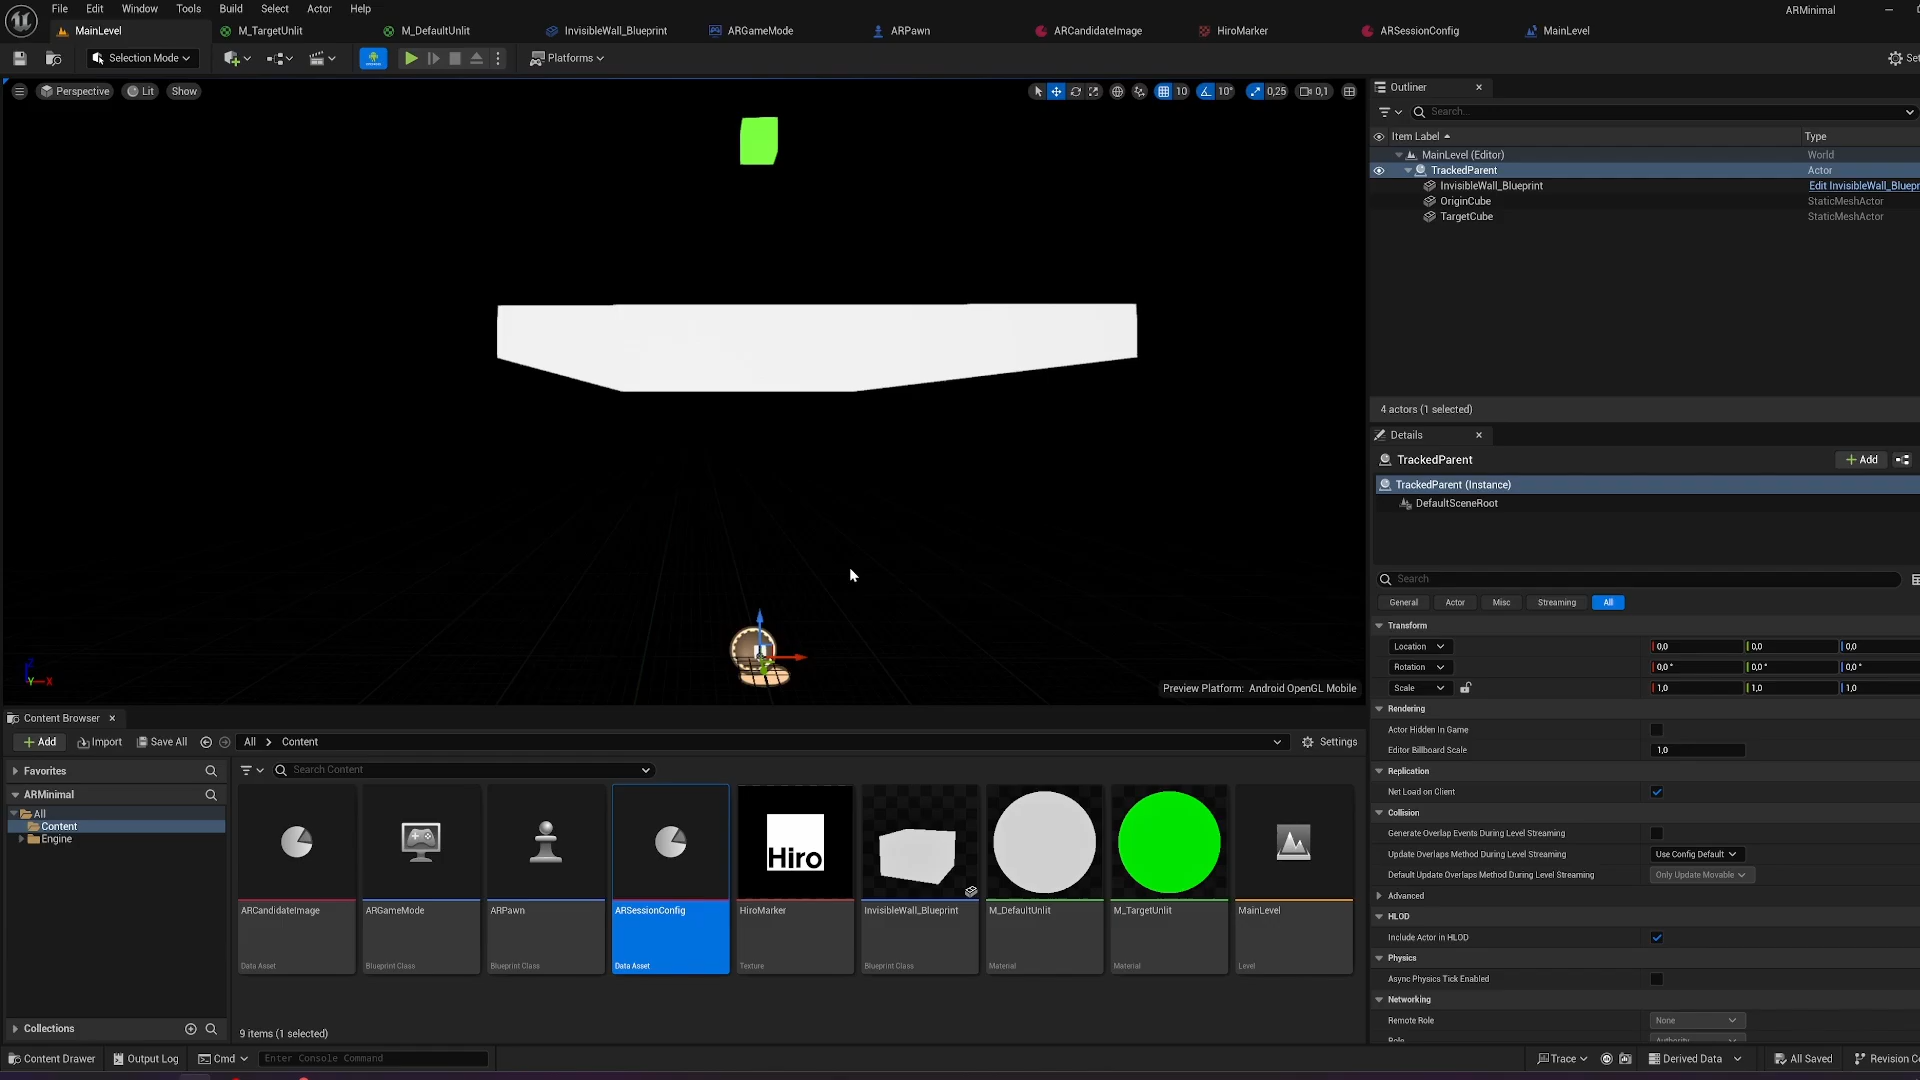 File Edit Window Tools Build Select Actor Help
ARMinimal
MainLevel
M_TargetUnlit
M_DefaultUnlit
InvisibleWall_Blueprint
ARGameMode
ARPawn
ARCandidateImage
HiroMarker
ARSessionConfig
MainLevel
Selection Mode
Platforms
Perspective
Lit
Show
10
10°
0,25
0,1
Outliner
Search...
Item Label
Type
MainLevel (Editor)
World
TrackedParent
Actor
InvisibleWall_Blueprint
OriginCube
StaticMeshActor
TargetCube
StaticMeshActor
4 actors (1 selected)
Details
TrackedParent
Add
TrackedParent (Instance)
DefaultSceneRoot
Search
General
Actor
Misc
Streaming
All
Transform
Location
0,0
0,0
0,0
Rotation
0,0 °
0,0 °
0,0 °
Scale
1,0
1,0
1,0
Rendering
Actor Hidden In Game
Editor Billboard Scale
1,0
Replication
Net Load on Client
Collision
Generate Overlap Events During Level Streaming
Update Overlaps Method During Level Streaming
Use Config Default
Default Update Overlaps Method During Level Streaming
Only Update Movable
Advanced
HLOD
Include Actor in HLOD
Physics
Async Physics Tick Enabled
Networking
Remote Role
None
Preview Platform: Android OpenGL Mobile
Z
Y
X
Content Browser
Add
Import
Save All
All
Content
Settings
Favorites
ARMinimal
All
Content
Engine
Collections
Search Content
ARCandidateImage
Data Asset
ARGameMode
Blueprint Class
ARPawn
Blueprint Class
ARSessionConfig
Data Asset
Hiro
HiroMarker
Texture
InvisibleWall_Blueprint
Blueprint Class
M_DefaultUnlit
Material
M_TargetUnlit
Material
MainLevel
Level
9 items (1 selected)
Content Drawer
Output Log
Cmd
Enter Console Command
Trace
Derived Data
All Saved
Revision